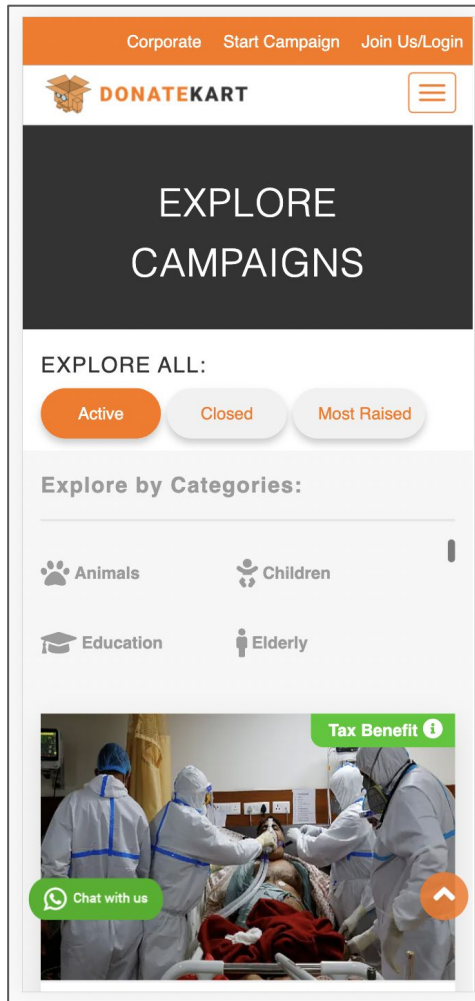 Corporate Start Campaign Join Us/Login
DONATEKART
EXPLORE
CAMPAIGNS
EXPLORE ALL:
Active Closed Most Raised
Explore by Categories:
Animals Children
Education Elderly
Tax Benefit i
Chat with us